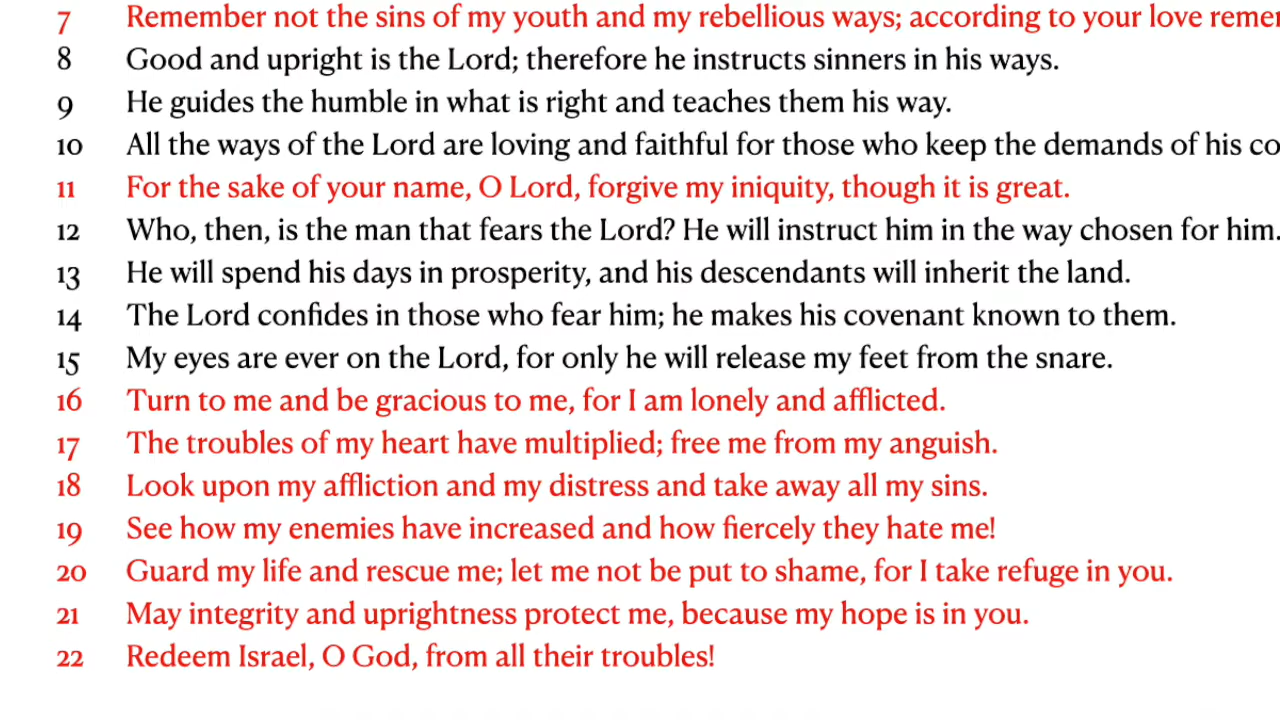 7 Remember not the sins of my youth and my rebellious ways; according to your love
8 Good and upright is the Lord; therefore he instructs sinners in his ways.
9 He guides the humble in what is right and teaches them his way.
10 All the ways of the Lord are loving and faithful for those who keep the demands of his
11 For the sake of your name, O Lord, forgive my iniquity, though it is great.
12 Who, then, is the man that fears the Lord? He will instruct him in the way chosen for him.
13 He will spend his days in prosperity, and his descendants will inherit the land.
14 The Lord confides in those who fear him; he makes his covenant known to them.
15 My eyes are ever on the Lord, for only he will release my feet from the snare.
16 Turn to me and be gracious to me, for I am lonely and afflicted.
17 The troubles of my heart have multiplied; free me from my anguish.
18 Look upon my affliction and my distress and take away all my sins.
19 See how my enemies have increased and how fiercely they hate me!
20 Guard my life and rescue me; let me not be put to shame, for I take refuge in you.
21 May integrity and uprightness protect me, because my hope is in you.
22 Redeem Israel, O God, from all their troubles!